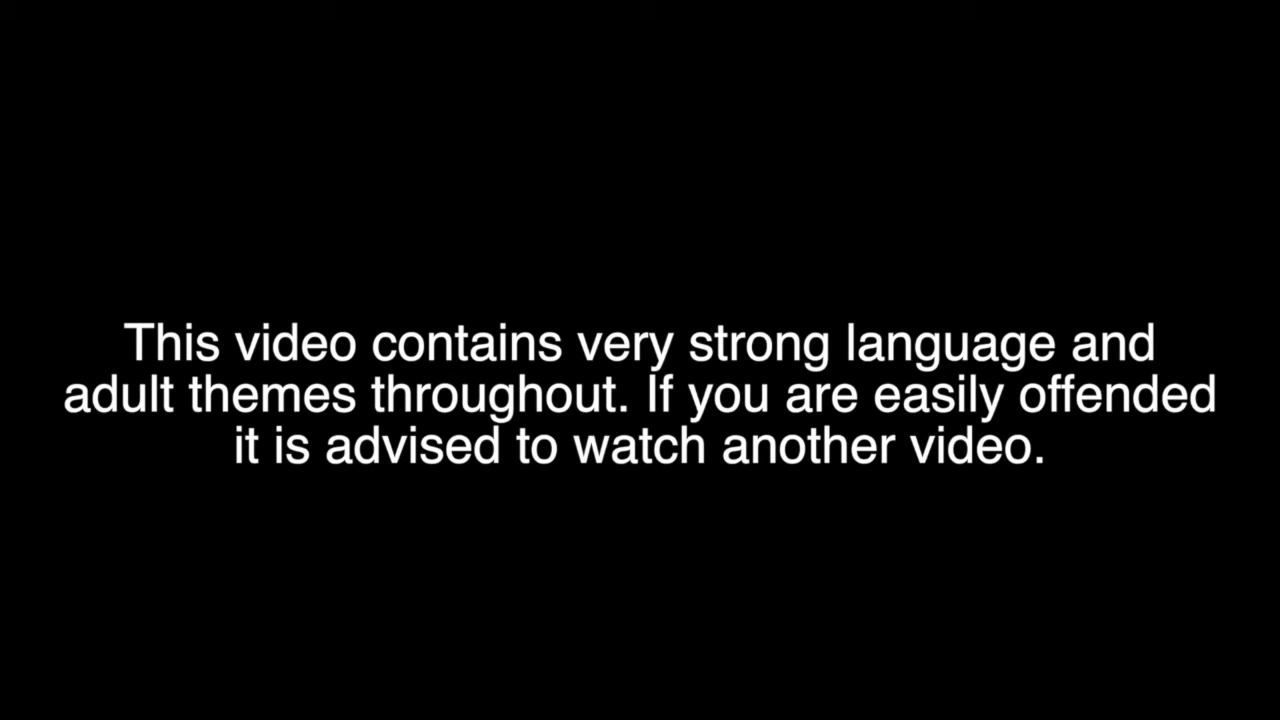 This video contains very strong language and
adult themes throughout. If you are easily offended
it is advised to watch another video.